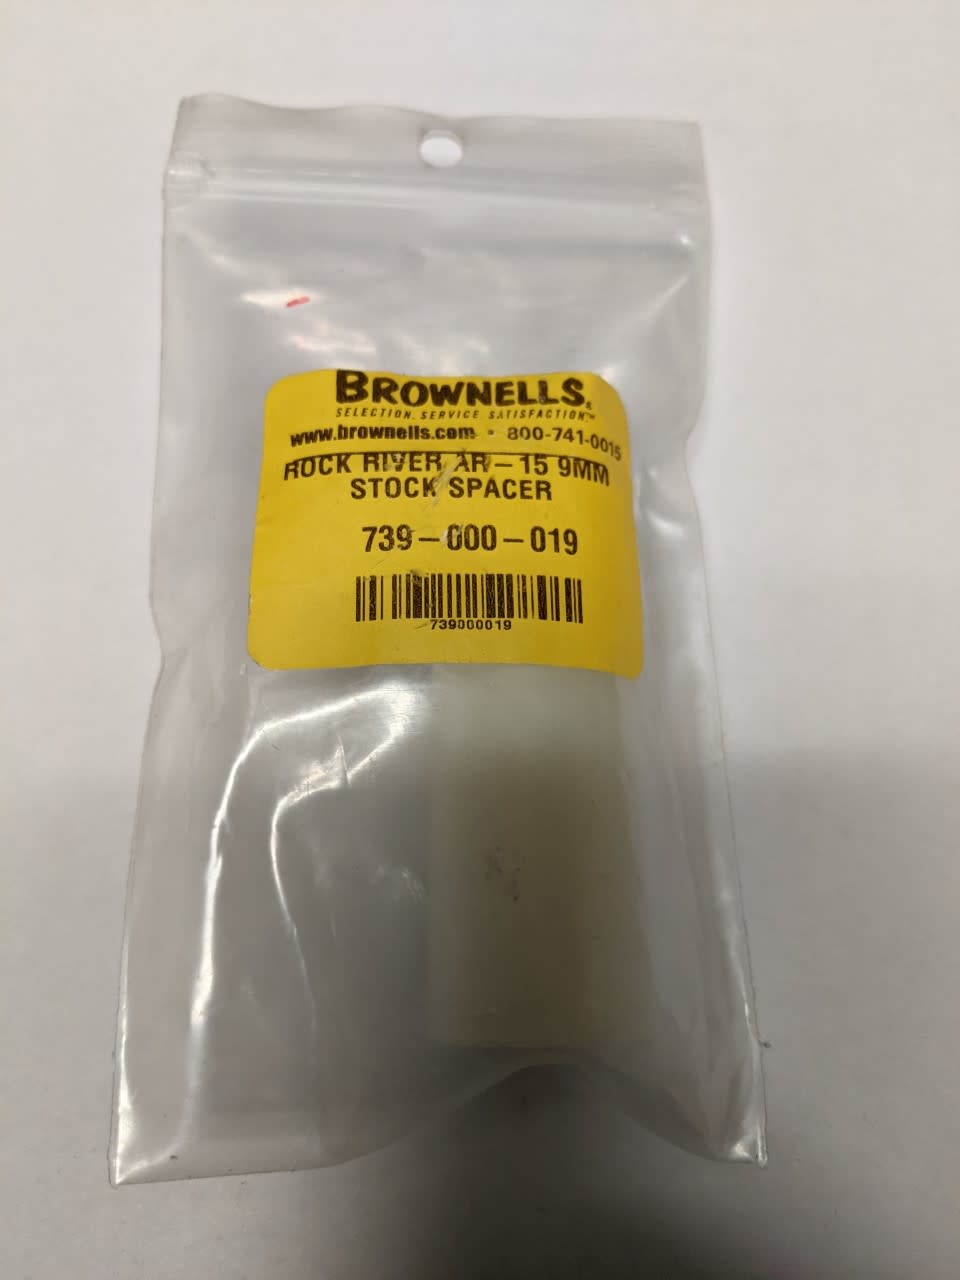 BROWNELLS®
SELECTION. SERVICE SATISFACTION.™
www.brownells.com • 800-741-0015
ROCK RIVER AR-15 9MM
STOCK SPACER
739-000-019
739000019